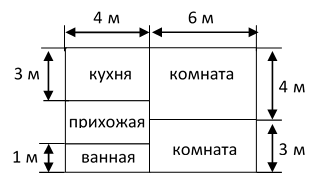 4 м 6 м
3 м кухня комната
4 м
прихожая
1 м ванная комната 3 м